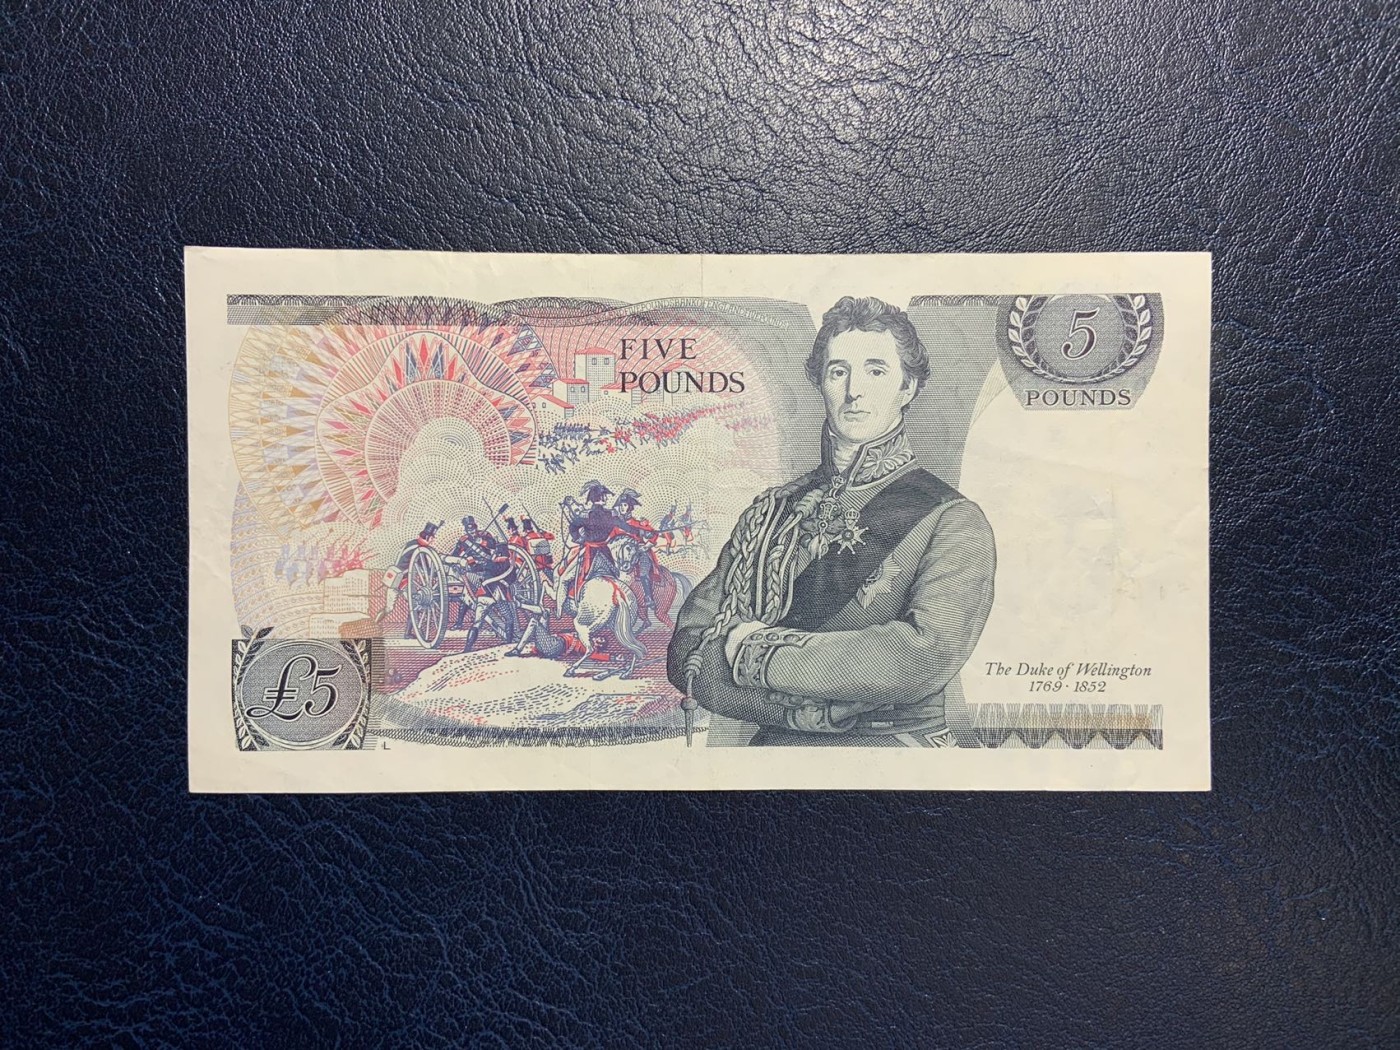 FIVE
POUNDS
5
POUNDS
£5
The Duke of Wellington
1769 · 1852
L